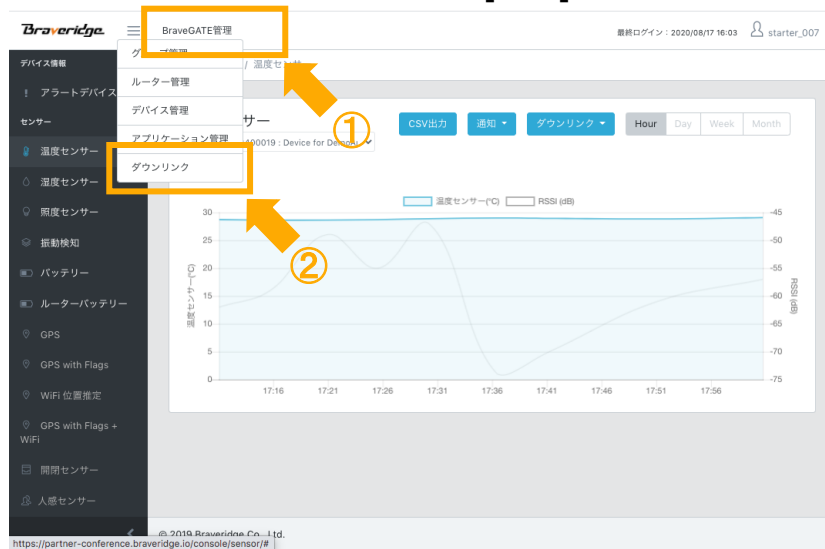 Braveridge
BraveGATE管理
最終ログイン : 2020/08/17 16:03
starter_007
デバイス情報
/ 温度センサー
ルーター管理
! アラートデバイス
デバイス管理
センサー
サー
①
CSV出力 通知 ダウンリンク Hour Day Week Month
アプリケーション管理
温度センサー
ダウンリンク
湿度センサー
照度センサー
温度センサー(°C) RSSI (dB)
振動検知
②
バッテリー
ルーターバッテリー
GPS
GPS with Flags
WiFi 位置推定
GPS with Flags +
WiFi
開閉センサー
人感センサー
温度センサー(°C)
30
25
20
15
10
5
0
-45
-50
-55
-60
-65
-70
-75
RSSI (dB)
17:16 17:21 17:26 17:31 17:36 17:41 17:46 17:51 17:56
© 2019 Braveridge Co., Ltd.
https://partner-conference.braveridge.io/console/sensor/#